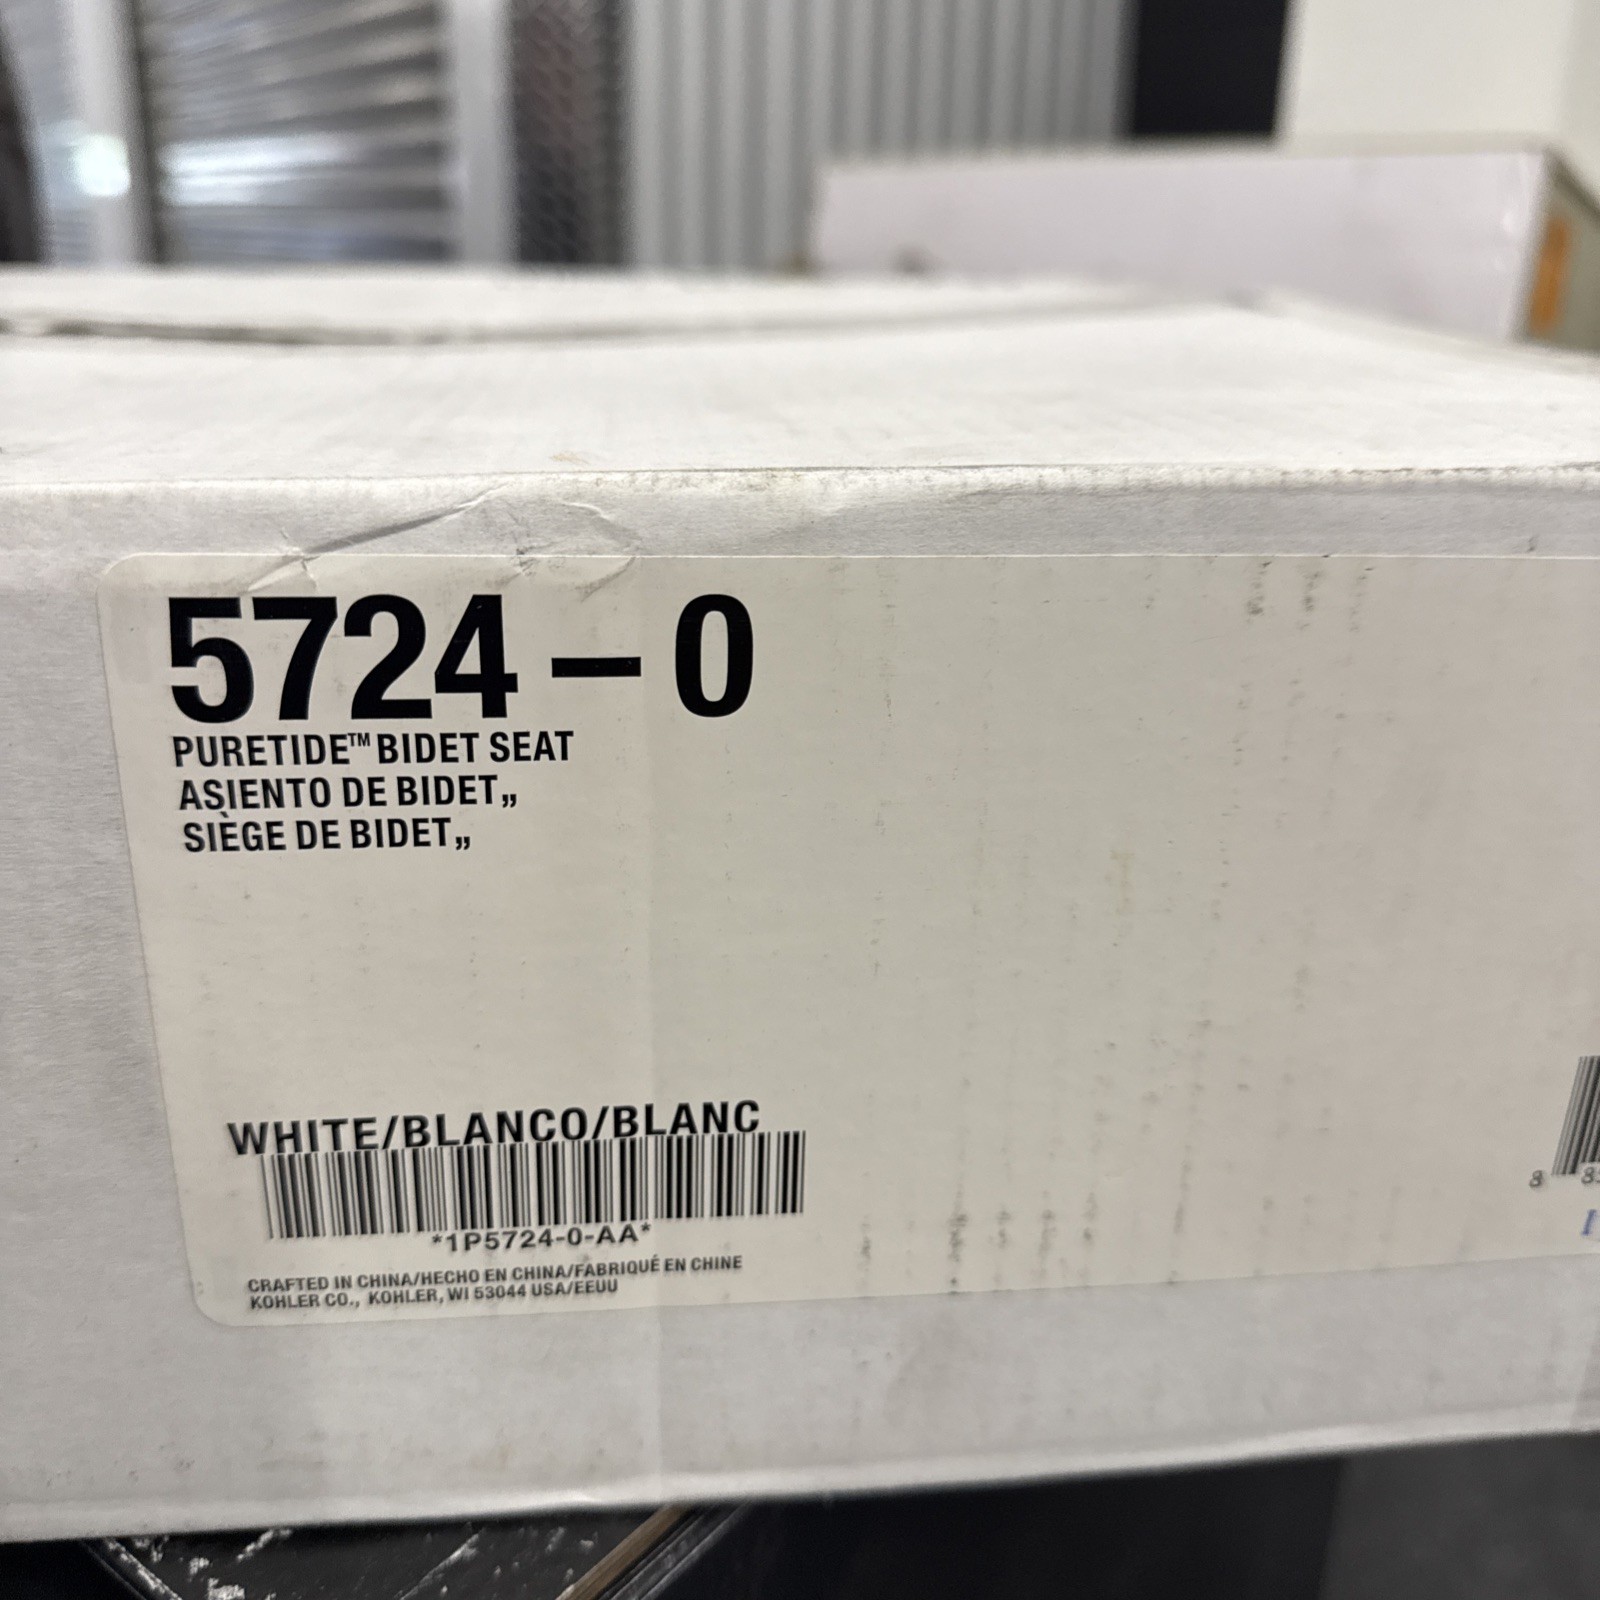 5724 – 0
PURETIDE™ BIDET SEAT
ASIENTO DE BIDET,,
SIÈGE DE BIDET,,
WHITE/BLANCO/BLANC
*1P5724-0-AA*
CRAFTED IN CHINA/HECHO EN CHINA/FABRIQUÉ EN CHINE
KOHLER CO., KOHLER, WI 53044 USA/EEUU
8